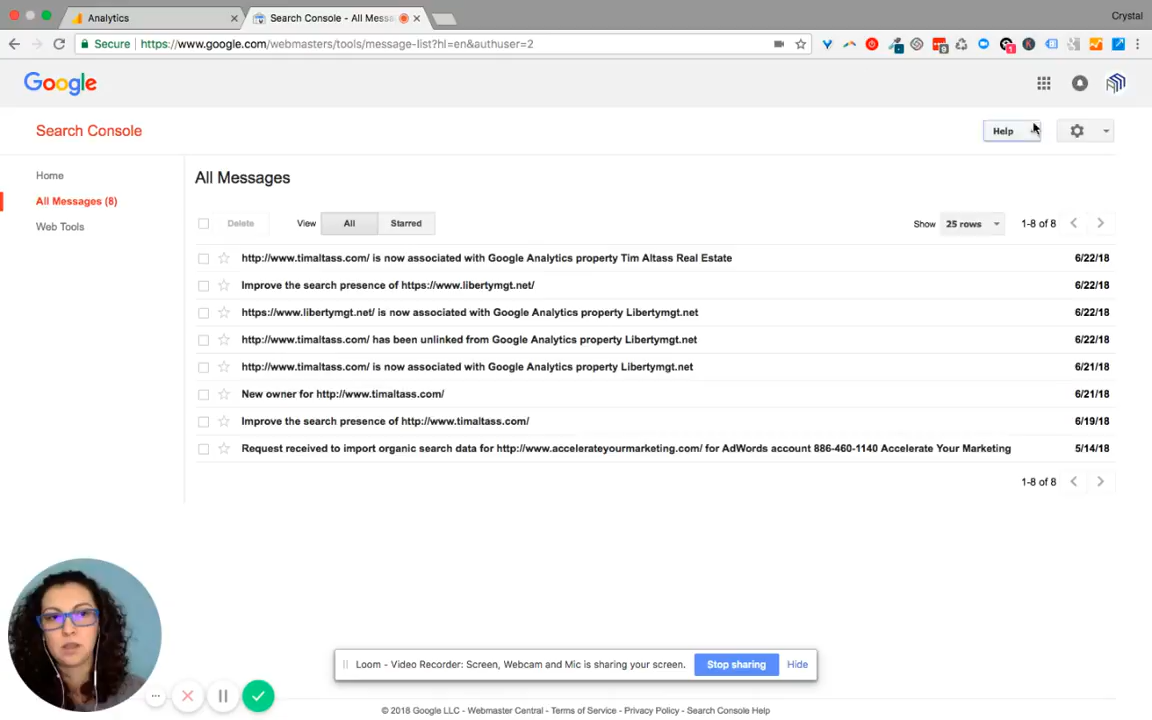 Analytics
Search Console - All Messa
Crystal
Secure https://www.google.com/webmasters/tools/message-list?hl=en&authuser=2
9
1
Google
Search Console
Help
Home
All Messages (8)
Web Tools
All Messages
Delete
View
All
Starred
Show
25 rows
1-8 of 8
http://www.timaltass.com/ is now associated with Google Analytics property Tim Altass Real Estate 6/22/18
Improve the search presence of https://www.libertymgt.net/ 6/22/18
https://www.libertymgt.net/ is now associated with Google Analytics property Libertymgt.net 6/22/18
http://www.timaltass.com/ has been unlinked from Google Analytics property Libertymgt.net 6/22/18
http://www.timaltass.com/ is now associated with Google Analytics property Libertymgt.net 6/21/18
New owner for http://www.timaltass.com/ 6/21/18
Improve the search presence of http://www.timaltass.com/ 6/19/18
Request received to import organic search data for http://www.accelerateyourmarketing.com/ for AdWords account 886-460-1140 Accelerate Your Marketing 5/14/18
1-8 of 8
Loom - Video Recorder: Screen, Webcam and Mic is sharing your screen.
Stop sharing
Hide
© 2018 Google LLC - Webmaster Central - Terms of Service - Privacy Policy - Search Console Help